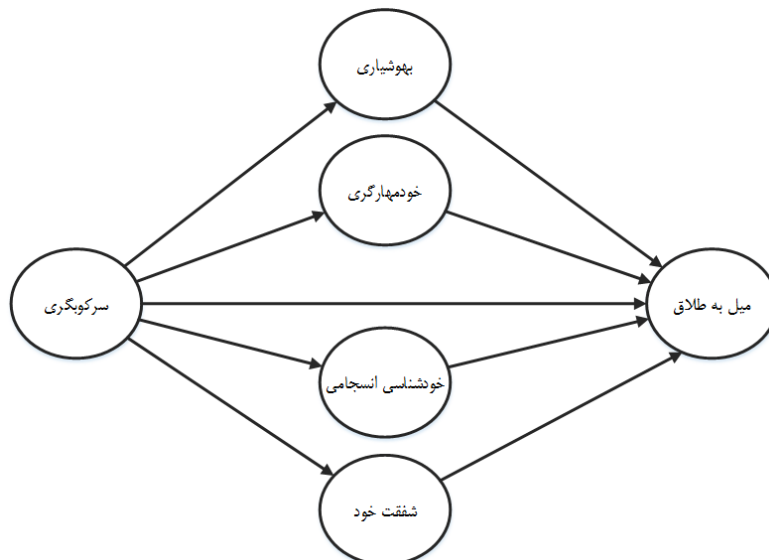 بهوشیاری
خودمهارگری
سرکوبگری
میل به طلاق
خودشناسی انسجامی
شفقت خود